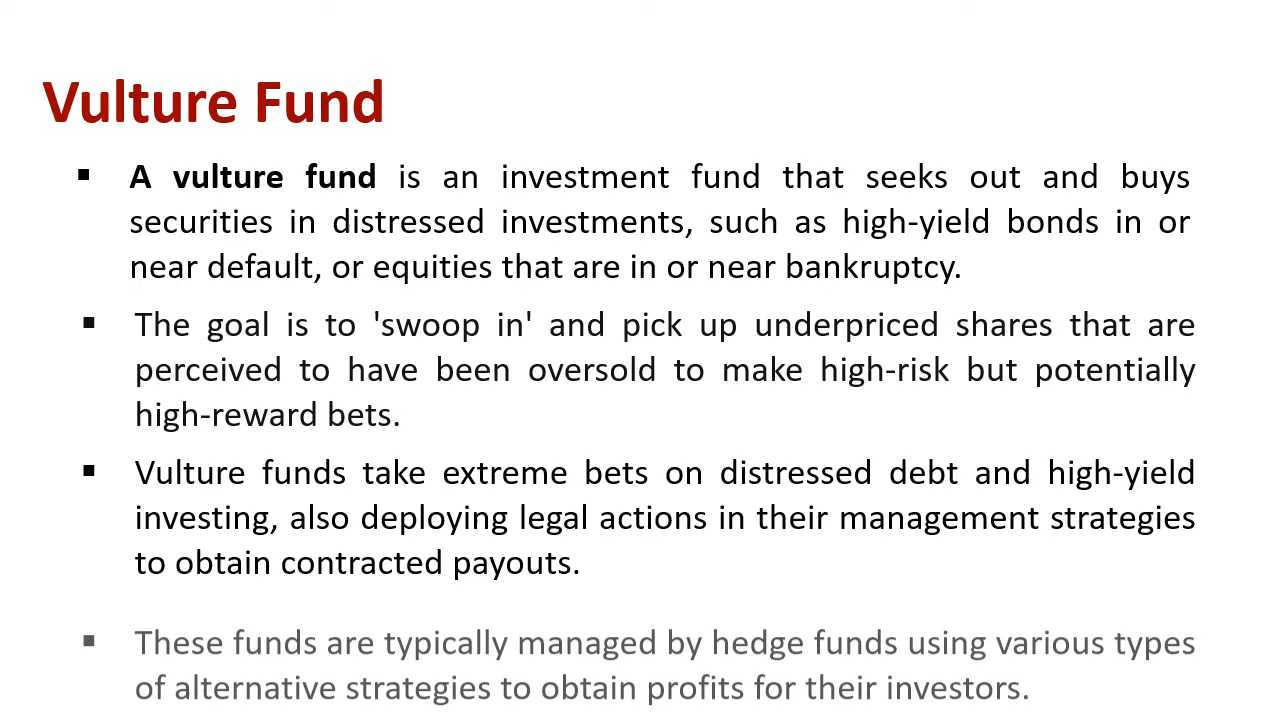 Vulture Fund
▪ A vulture fund is an investment fund that seeks out and buys
securities in distressed investments, such as high-yield bonds in or
near default, or equities that are in or near bankruptcy.
▪ The goal is to 'swoop in' and pick up underpriced shares that are
perceived to have been oversold to make high-risk but potentially
high-reward bets.
▪ Vulture funds take extreme bets on distressed debt and high-yield
investing, also deploying legal actions in their management strategies
to obtain contracted payouts.
▪ These funds are typically managed by hedge funds using various types
of alternative strategies to obtain profits for their investors.